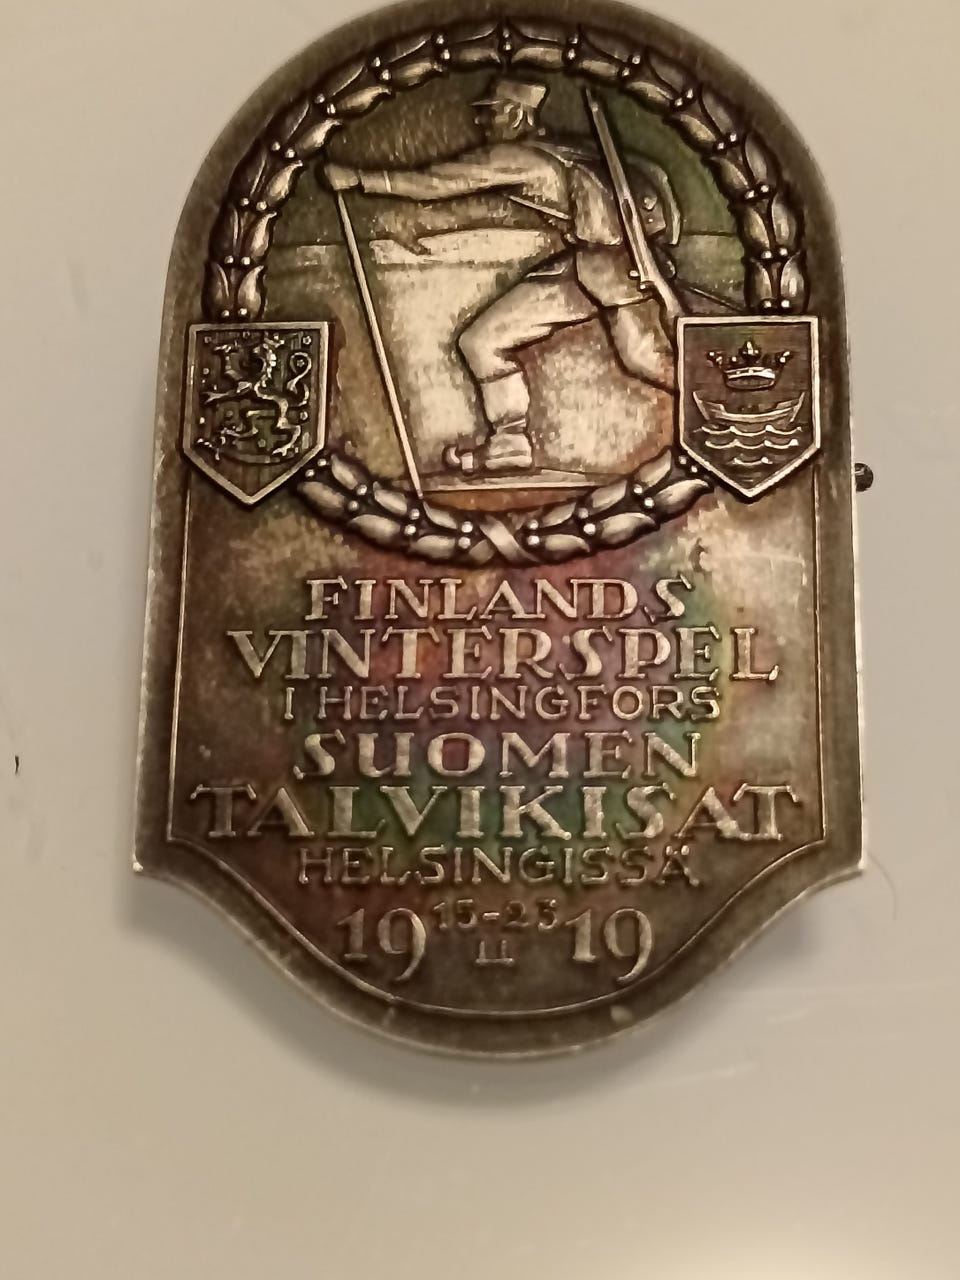 FINLANDS
VINTERSPEL
I HELSINGFORS
SUOMEN
TALVIKISAT
HELSINGISSÄ
19 15-23 19
II